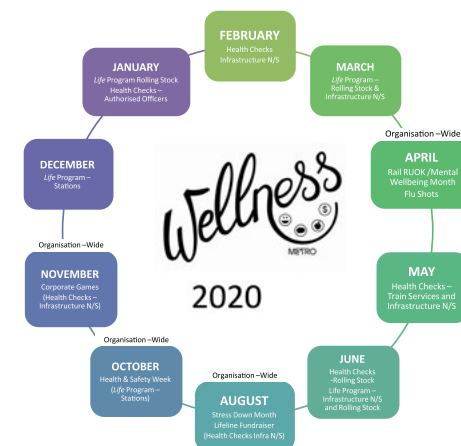 FEBRUARY
Health Checks
Infrastructure N/S
MARCH
Life Program –
Rolling Stock &
Infrastructure N/S
Organisation –Wide
APRIL
Rail RUOK /Mental
Wellbeing Month
Flu Shots
MAY
Health Checks –
Train Services and
Infrastructure N/S
JUNE
Health Checks
-Rolling Stock
Life Program –
Infrastructure N/S
and Rolling Stock
Organisation –Wide
AUGUST
Stress Down Month
Lifeline Fundraiser
(Health Checks Infra N/S)
Organisation –Wide
OCTOBER
Health & Safety Week
(Life Program –
Stations)
Organisation –Wide
NOVEMBER
Corporate Games
(Health Checks –
Infrastructure N/S)
DECEMBER
Life Program –
Stations
JANUARY
Life Program Rolling Stock
Health Checks –
Authorised Officers
Wellness
$
METRO
2020